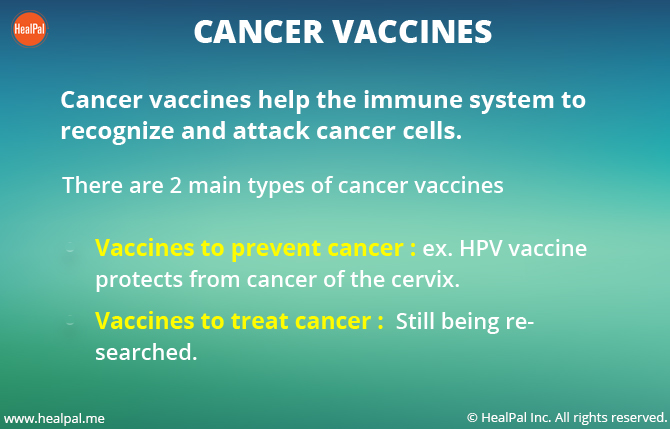 HealPal
CANCER VACCINES
Cancer vaccines help the immune system to
recognize and attack cancer cells.
There are 2 main types of cancer vaccines
Vaccines to prevent cancer : ex. HPV vaccine
protects from cancer of the cervix.
Vaccines to treat cancer : Still being re-
searched.
www.healpal.me
© HealPal Inc. All rights reserved.